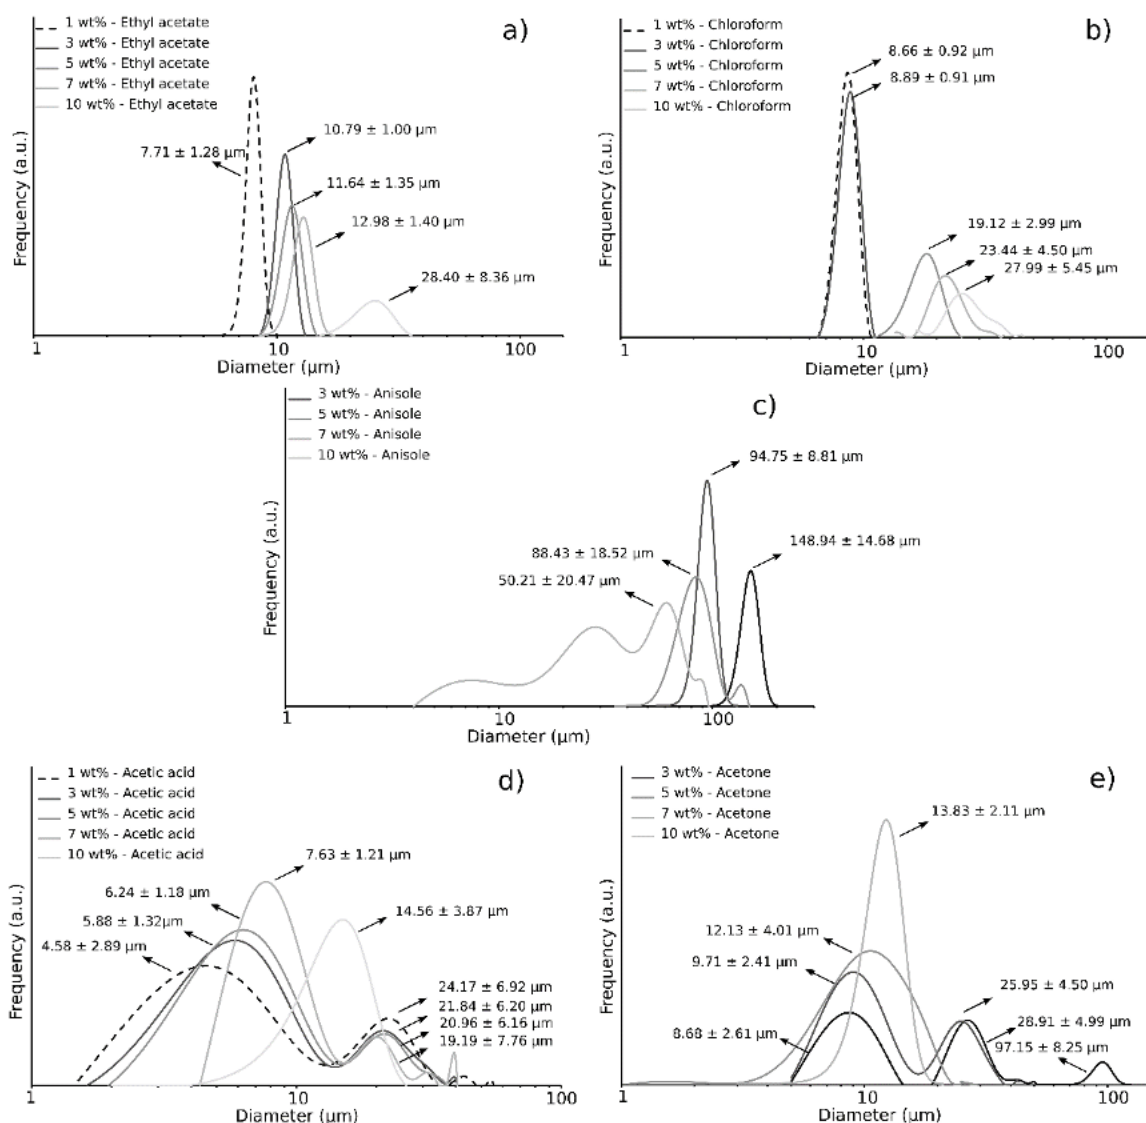 1 wt% - Ethyl acetate
3 wt% - Ethyl acetate
5 wt% - Ethyl acetate
7 wt% - Ethyl acetate
10 wt% - Ethyl acetate
a)
7.71 ± 1.28 μm
10.79 ± 1.00 μm
11.64 ± 1.35 μm
12.98 ± 1.40 μm
28.40 ± 8.36 μm
Frequency (a.u.)
1 10 100
Diameter (μm)
1 wt% - Chloroform
3 wt% - Chloroform
5 wt% - Chloroform
7 wt% - Chloroform
10 wt% - Chloroform
b)
8.66 ± 0.92 μm
8.89 ± 0.91 μm
19.12 ± 2.99 μm
23.44 ± 4.50 μm
27.99 ± 5.45 μm
Frequency (a.u.)
1 10 100
Diameter (μm)
3 wt% - Anisole
5 wt% - Anisole
7 wt% - Anisole
10 wt% - Anisole
c)
94.75 ± 8.81 μm
148.94 ± 14.68 μm
88.43 ± 18.52 μm
50.21 ± 20.47 μm
Frequency (a.u.)
1 10 100
Diameter (μm)
1 wt% - Acetic acid
3 wt% - Acetic acid
5 wt% - Acetic acid
7 wt% - Acetic acid
10 wt% - Acetic acid
d)
7.63 ± 1.21 μm
6.24 ± 1.18 μm
5.88 ± 1.32μm
4.58 ± 2.89 μm
14.56 ± 3.87 μm
24.17 ± 6.92 μm
21.84 ± 6.20 μm
20.96 ± 6.16 μm
19.19 ± 7.76 μm
Frequency (a.u.)
1 10 100
Diameter (μm)
3 wt% - Acetone
5 wt% - Acetone
7 wt% - Acetone
10 wt% - Acetone
e)
13.83 ± 2.11 μm
12.13 ± 4.01 μm
9.71 ± 2.41 μm
8.68 ± 2.61 μm
25.95 ± 4.50 μm
28.91 ± 4.99 μm
97.15 ± 8.25 μm
Frequency (a.u.)
1 10 100
Diameter (μm)